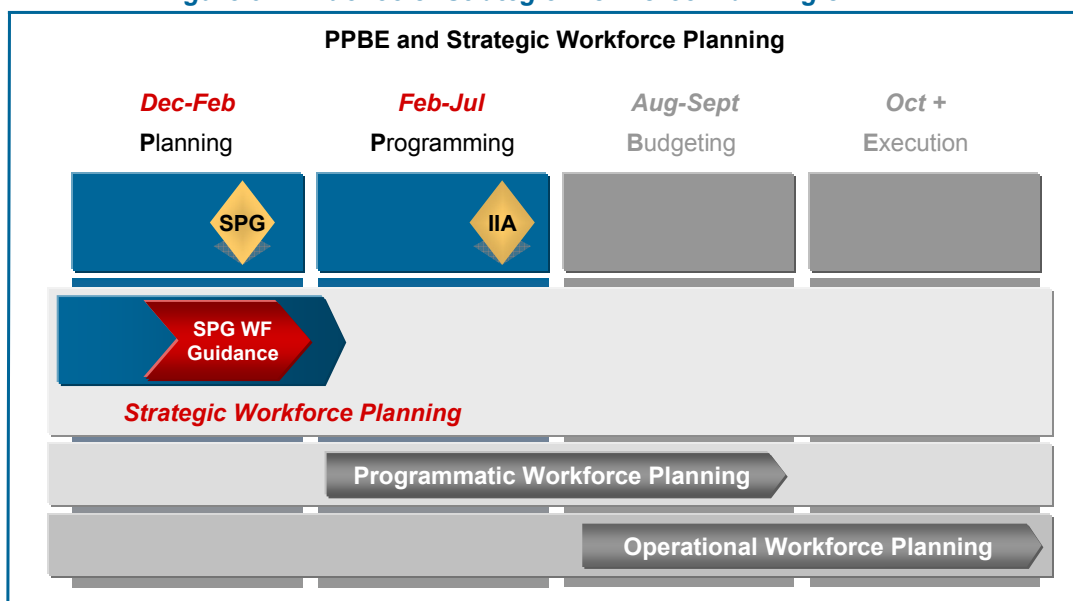 PPBE and Strategic Workforce Planning
Dec-Feb
Feb-Jul
Aug-Sept
Oct +
Planning
Programming
Budgeting
Execution
SPG
IIA
SPG WF
Guidance
Strategic Workforce Planning
Programmatic Workforce Planning
Operational Workforce Planning